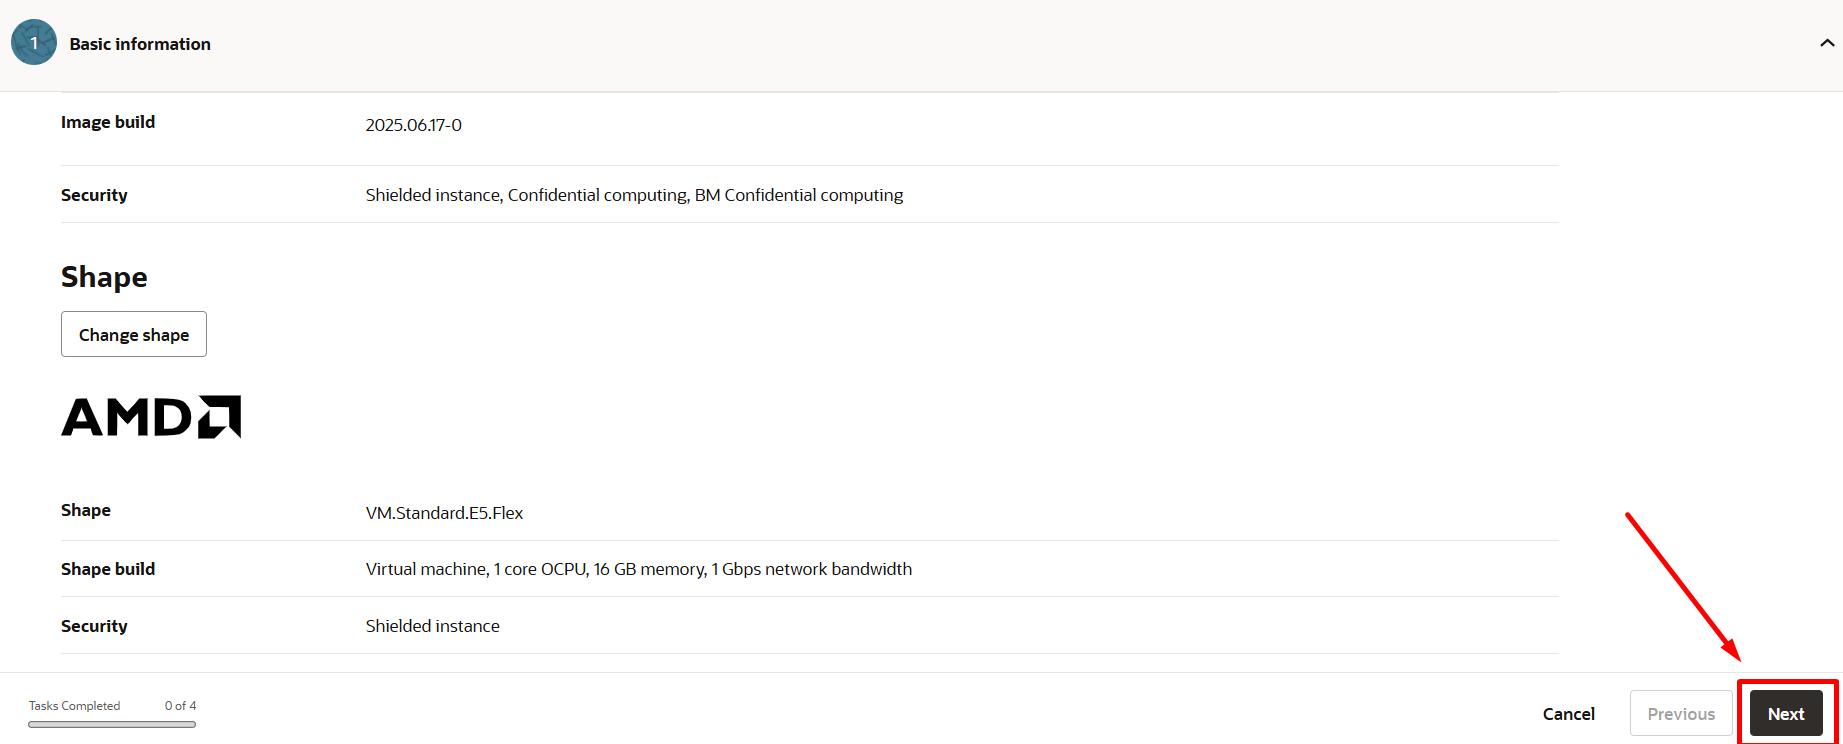 1 Basic information
Image build 2025.06.17-0
Security Shielded instance, Confidential computing, BM Confidential computing
Shape
Change shape
AMD
Shape VM.Standard.E5.Flex
Shape build Virtual machine, 1 core OCPU, 16 GB memory, 1 Gbps network bandwidth
Security Shielded instance
Tasks Completed 0 of 4
Cancel Previous Next